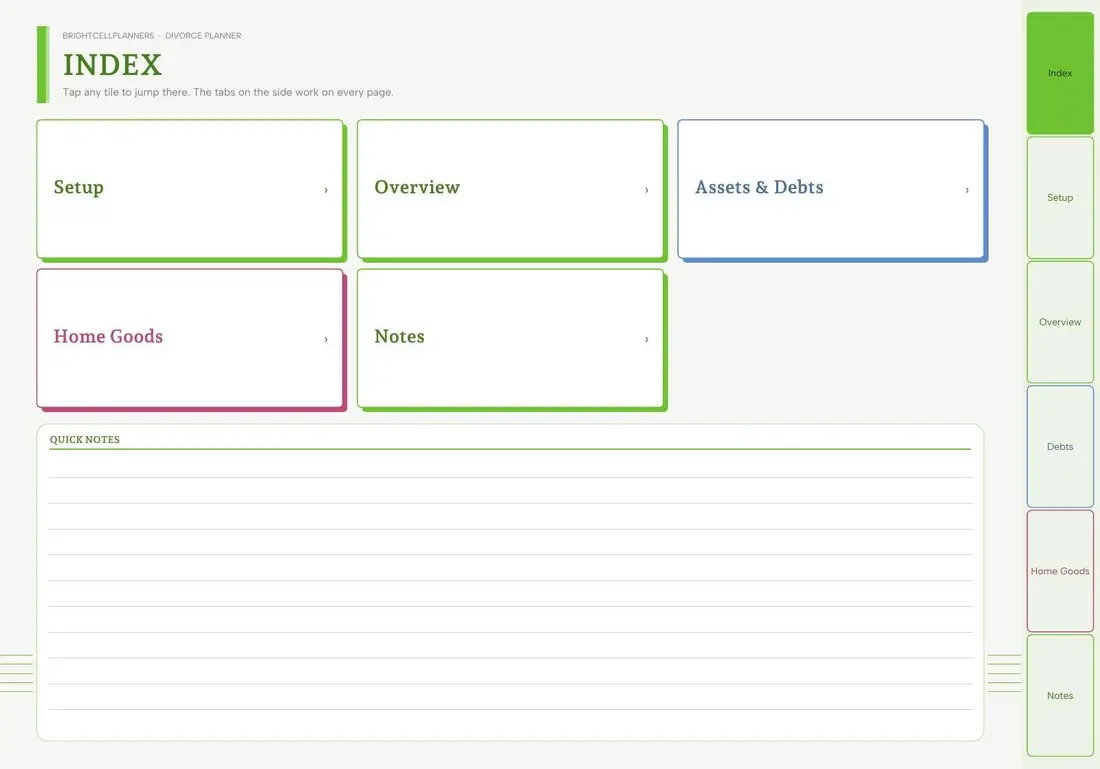 BRIGHTCELLPLANNERS · DIVORCE PLANNER
INDEX
Tap any tile to jump there. The tabs on the side work on every page.
Setup ›
Overview ›
Assets & Debts ›
Home Goods ›
Notes ›
QUICK NOTES
Index
Setup
Overview
Debts
Home Goods
Notes